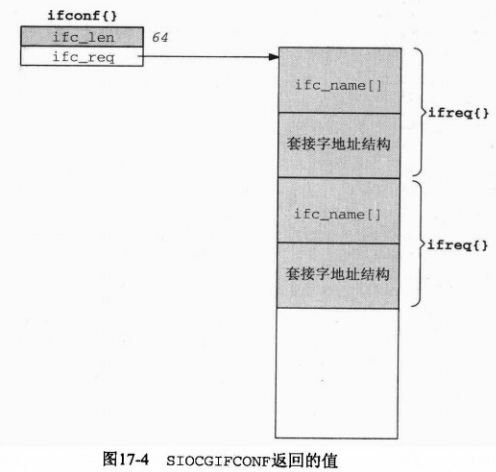 ifconf{}
ifc_len 64
ifc_req
ifc_name[]
ifreq{}
套接字地址结构
ifc_name[]
ifreq{}
套接字地址结构
图17-4 SIOCGIFCONF返回的值